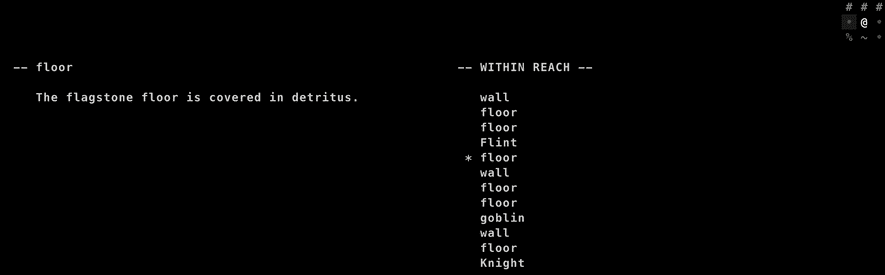 # # #
· @ ·
% ~ ·
-- floor
The flagstone floor is covered in detritus.
-- WITHIN REACH --
wall
floor
floor
Flint
* floor
wall
floor
floor
goblin
wall
floor
Knight